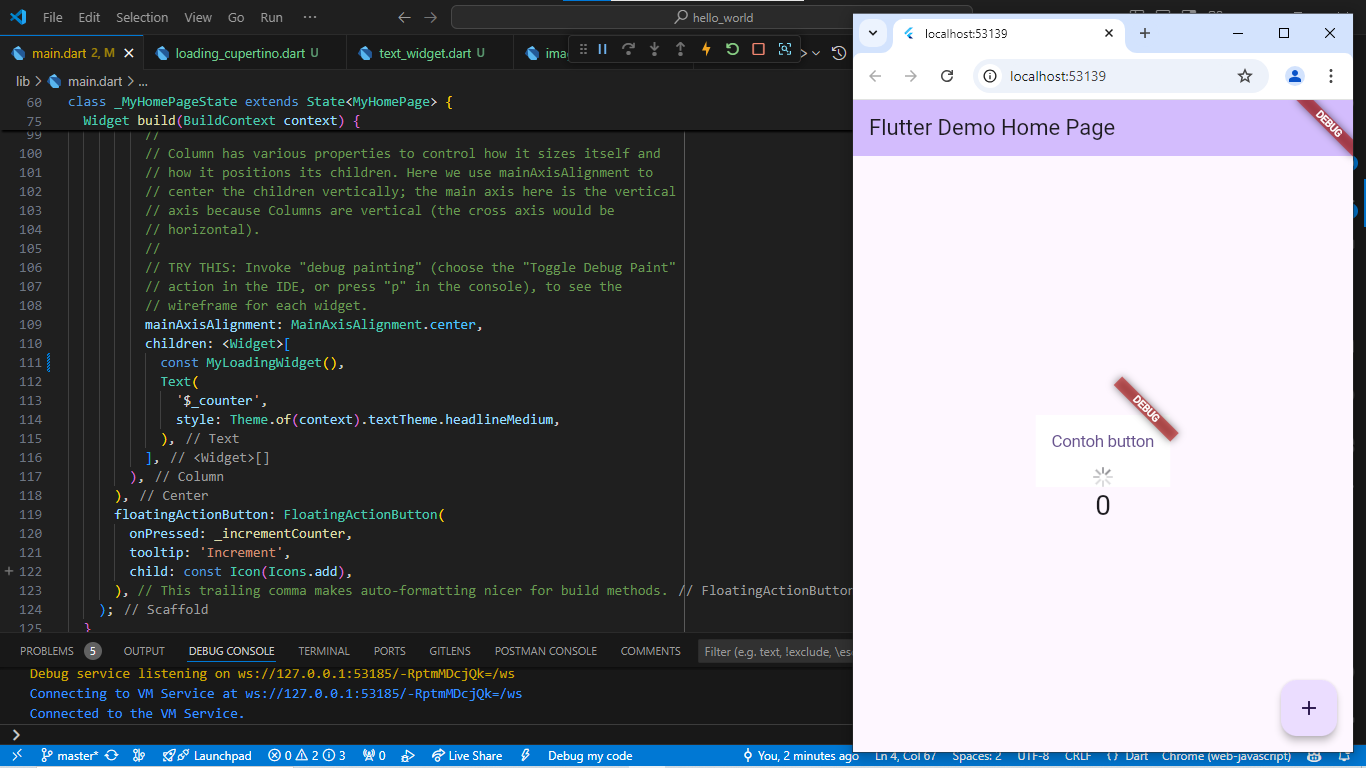 File Edit Selection View Go Run ··· hello_world
main.dart 2, M loading_cupertino.dart U text_widget.dart U
lib > main.dart > ...
60 class _MyHomePageState extends State<MyHomePage> {
75 Widget build(BuildContext context) {
99 //
100 // Column has various properties to control how it sizes itself and
101 // how it positions its children. Here we use mainAxisAlignment to
102 // center the children vertically; the main axis here is the vertical
103 // axis because Columns are vertical (the cross axis would be
104 // horizontal).
105 //
106 // TRY THIS: Invoke "debug painting" (choose the "Toggle Debug Paint"
107 // action in the IDE, or press "p" in the console), to see the
108 // wireframe for each widget.
109 mainAxisAlignment: MainAxisAlignment.center,
110 children: <Widget>[
111 const MyLoadingWidget(),
112 Text(
113 '$_counter',
114 style: Theme.of(context).textTheme.headlineMedium,
115 ), // Text
116 ], // <Widget>[]
117 ), // Column
118 ), // Center
119 floatingActionButton: FloatingActionButton(
120 onPressed: _incrementCounter,
121 tooltip: 'Increment',
122 child: const Icon(Icons.add),
123 ), // This trailing comma makes auto-formatting nicer for build methods. // FloatingActionButton
124 ); // Scaffold
125 }
PROBLEMS 5 OUTPUT DEBUG CONSOLE TERMINAL PORTS GITLENS POSTMAN CONSOLE COMMENTS Filter (e.g. text, !exclude, \es
Debug service listening on ws://127.0.0.1:53185/-RptmMDcjQk=/ws
Connecting to VM Service at ws://127.0.0.1:53185/-RptmMDcjQk=/ws
Connected to the VM Service.
master* Launchpad 0 2 3 0 Live Share Debug my code You, 2 minutes ago Ln 4, Col 67 Spaces: 2 UTF-8 CRLF {} Dart Chrome (web-javascript)
localhost:53139
localhost:53139
Flutter Demo Home Page
DEBUG
DEBUG
Contoh button
0
+